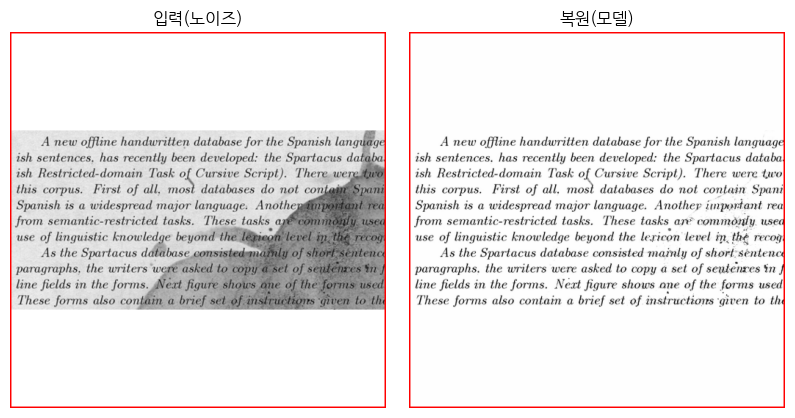 입력(노이즈)
A new offline handwritten database for the Spanish language
ish sentences, has recently been developed: the Spartacus databa
ish Restricted-domain Task of Cursive Script). There were two
this corpus. First of all, most databases do not contain Spani
Spanish is a widespread major language. Another important rea
from semantic-restricted tasks. These tasks are commonly used
use of linguistic knowledge beyond the lexicon level in the recog
As the Spartacus database consisted mainly of short sentence
paragraphs, the writers were asked to copy a set of sentences in f
line fields in the forms. Next figure shows one of the forms used
These forms also contain a brief set of instructions given to the
복원(모델)
A new offline handwritten database for the Spanish language
ish sentences, has recently been developed: the Spartacus databa
ish Restricted-domain Task of Cursive Script). There were two
this corpus. First of all, most databases do not contain Spani
Spanish is a widespread major language. Another important rea
from semantic-restricted tasks. These tasks are commonly used
use of linguistic knowledge beyond the lexicon level in the recog
As the Spartacus database consisted mainly of short sentence
paragraphs, the writers were asked to copy a set of sentences in f
line fields in the forms. Next figure shows one of the forms used
These forms also contain a brief set of instructions given to the